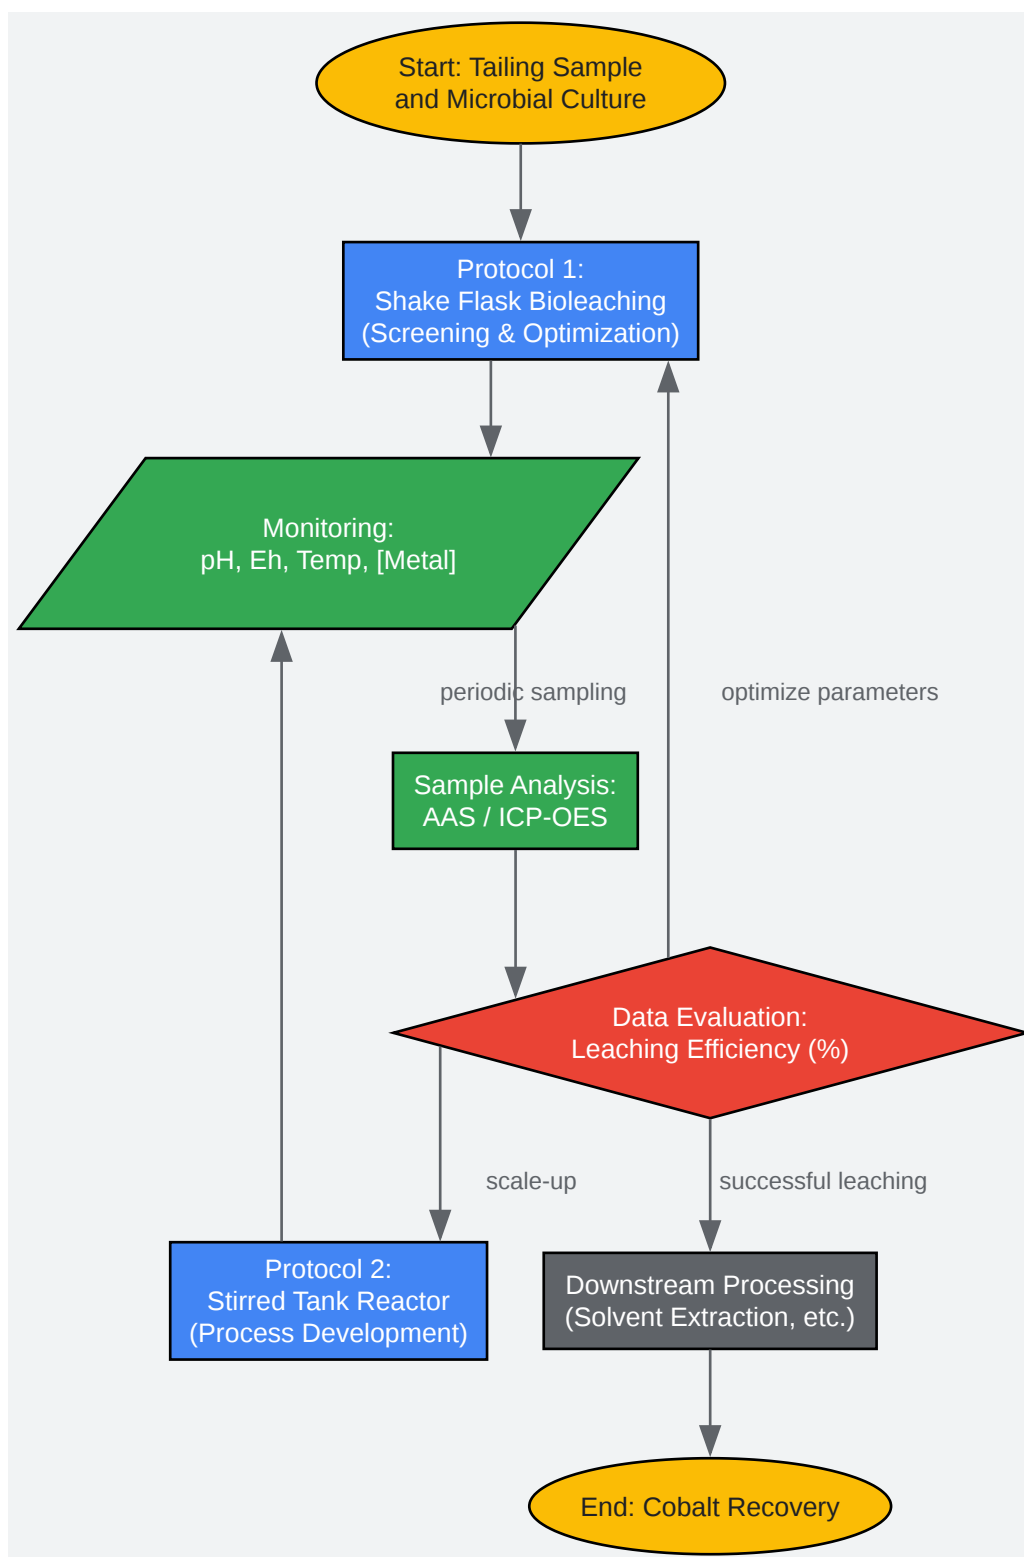 Start: Tailing Sample
and Microbial Culture
Protocol 1:
Shake Flask Bioleaching
(Screening & Optimization)
Monitoring:
pH, Eh, Temp, [Metal]
periodic sampling
optimize parameters
Sample Analysis:
AAS / ICP-OES
Data Evaluation:
Leaching Efficiency (%)
scale-up
successful leaching
Protocol 2:
Stirred Tank Reactor
(Process Development)
Downstream Processing
(Solvent Extraction, etc.)
End: Cobalt Recovery